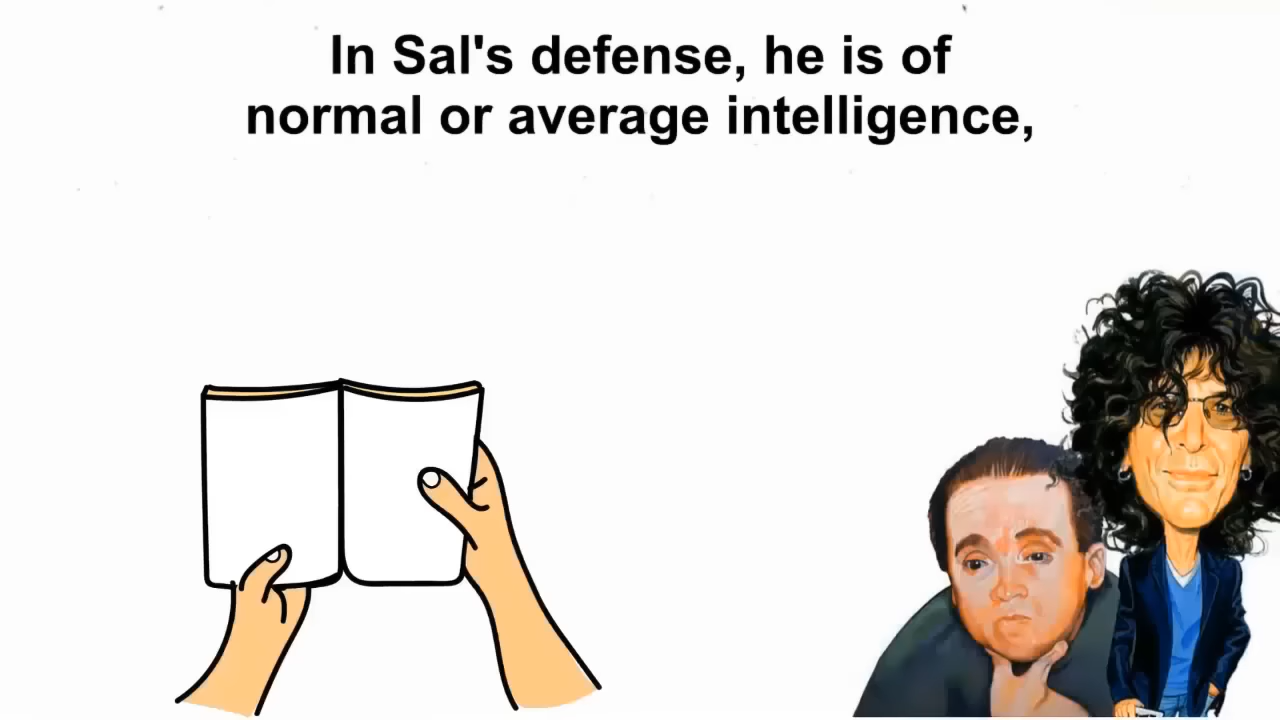 In Sal's defense, he is of
normal or average intelligence,